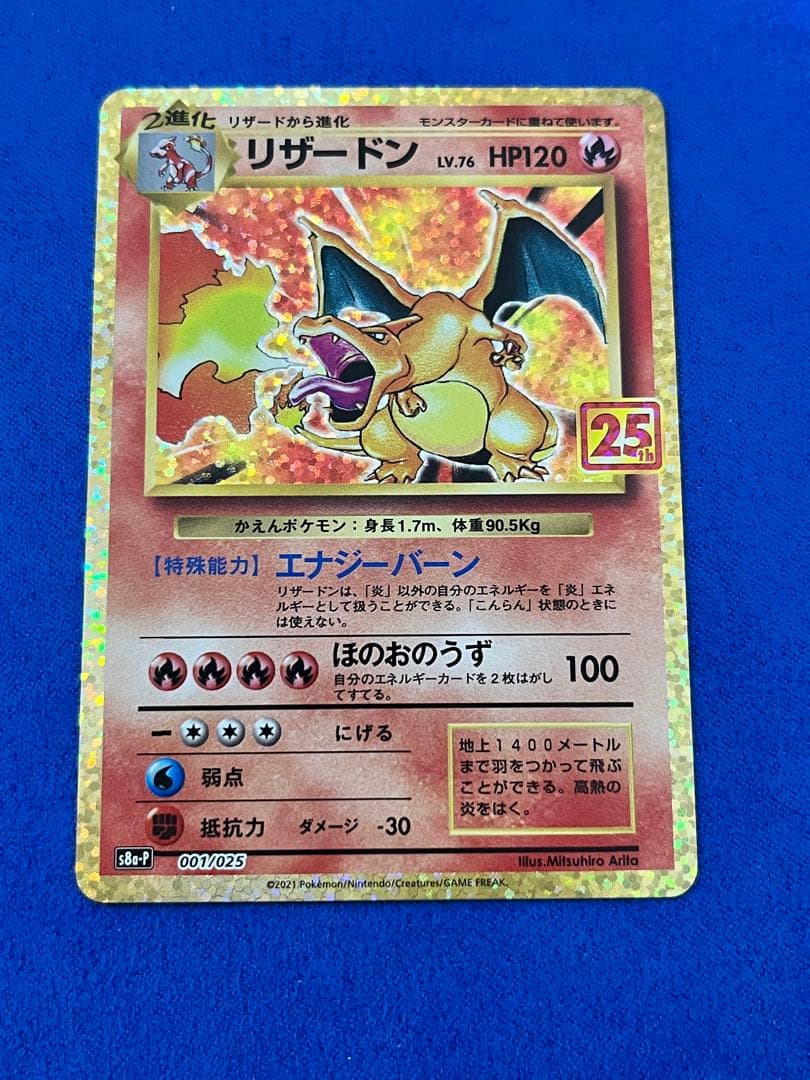 2進化 リザードから進化 モンスターカードに重ねて使います。
リザードン LV.76 HP120
25th
かえんポケモン：身長1.7m、体重90.5Kg
【特殊能力】エナジーバーン
リザードンは、「炎」以外の自分のエネルギーを「炎」エネ
ルギーとして扱うことができる。「こんらん」状態のときに
は使えない。
ほのおのうず 100
自分のエネルギーカードを２枚はがし
てすてる。
にげる
弱点
抵抗力 ダメージ -30
地上１４００メートル
まで羽をつかって飛ぶ
ことができる。高熱の
炎をはく。
s8a-P 001/025 Illus.Mitsuhiro Arita
©2021 Pokémon/Nintendo/Creatures/GAME FREAK.